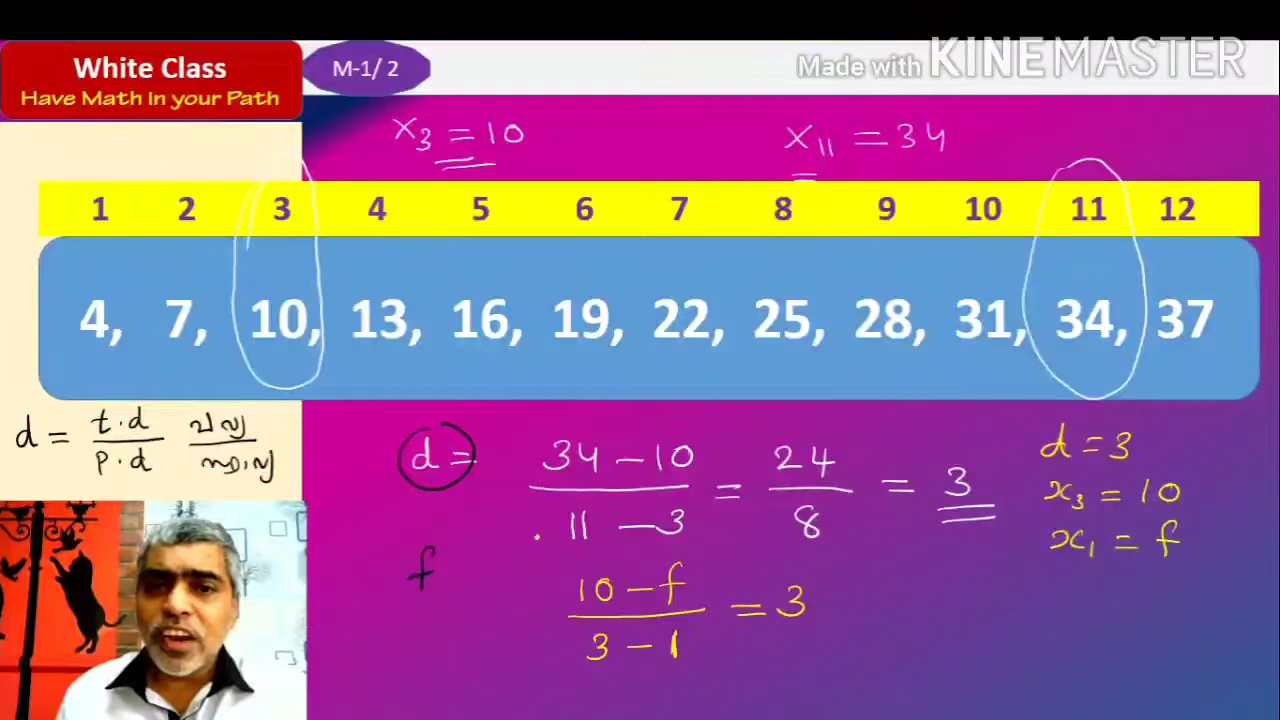 White Class
Have Math in your Path
M-1/ 2
Made with KINEMASTER
x₃ = 10
x₁₁ = 34
1 2 3 4 5 6 7 8 9 10 11 12
4, 7, 10, 13, 16, 19, 22, 25, 28, 31, 34, 37
d = t.d / p.d
d = 34 - 10 / 11 - 3 = 24 / 8 = 3
f
10 - f / 3 - 1 = 3
d = 3
x₃ = 10
x₁ = f